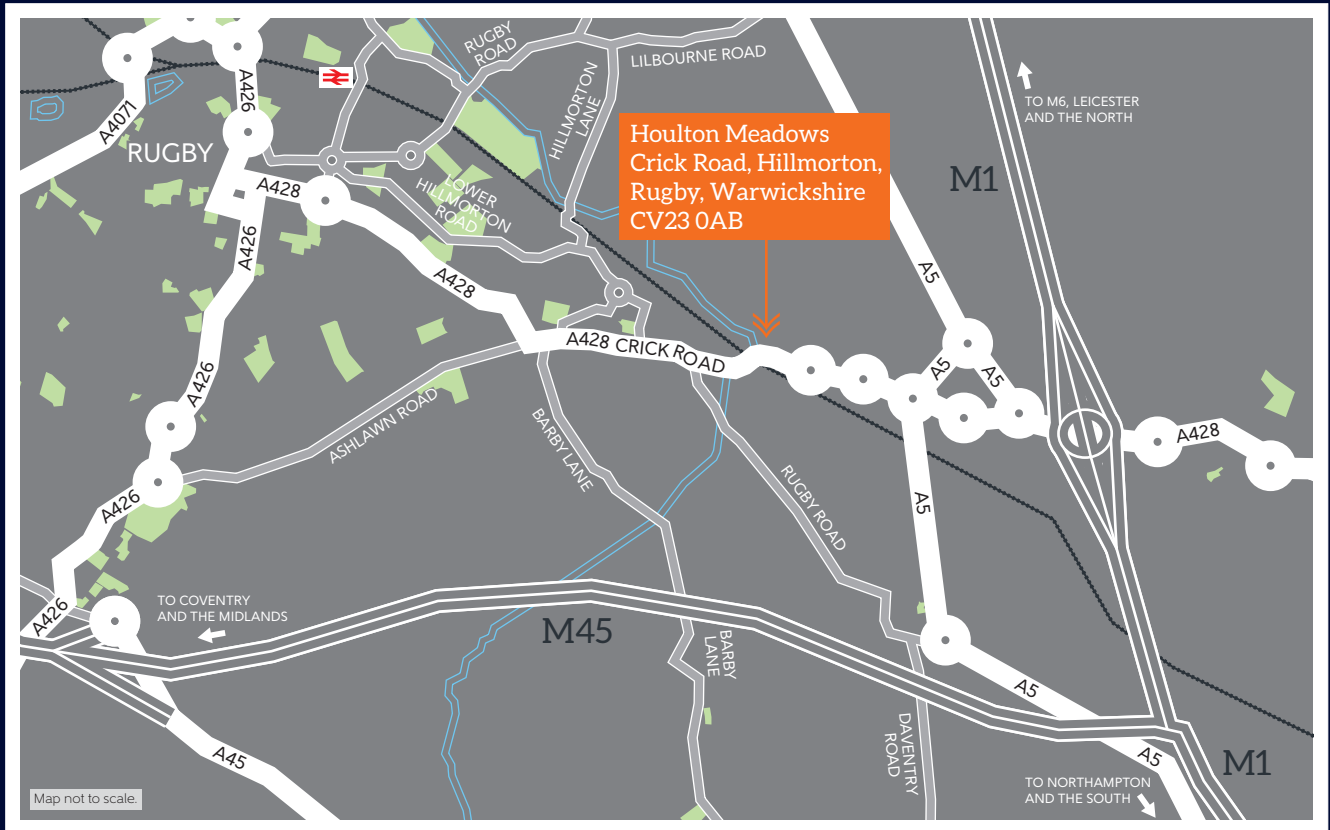 RUGBY
ROAD
LILBOURNE ROAD
A426
TO M6, LEICESTER
AND THE NORTH
A4071
HILLMORTON
LANE
Houlton Meadows
Crick Road, Hillmorton,
Rugby, Warwickshire
CV23 0AB
RUGBY
M1
A428
LOWER
HILLMORTON
ROAD
A426
A428
A5
A428 CRICK ROAD
A5
A5
A426
ASHLAWN ROAD
BARBY LANE
A428
RUGBY ROAD
A5
A426
TO COVENTRY
AND THE MIDLANDS
A426
M45
BARBY
LANE
A5
DAVENTRY
ROAD
A45
A5
M1
TO NORTHAMPTON
AND THE SOUTH
Map not to scale.